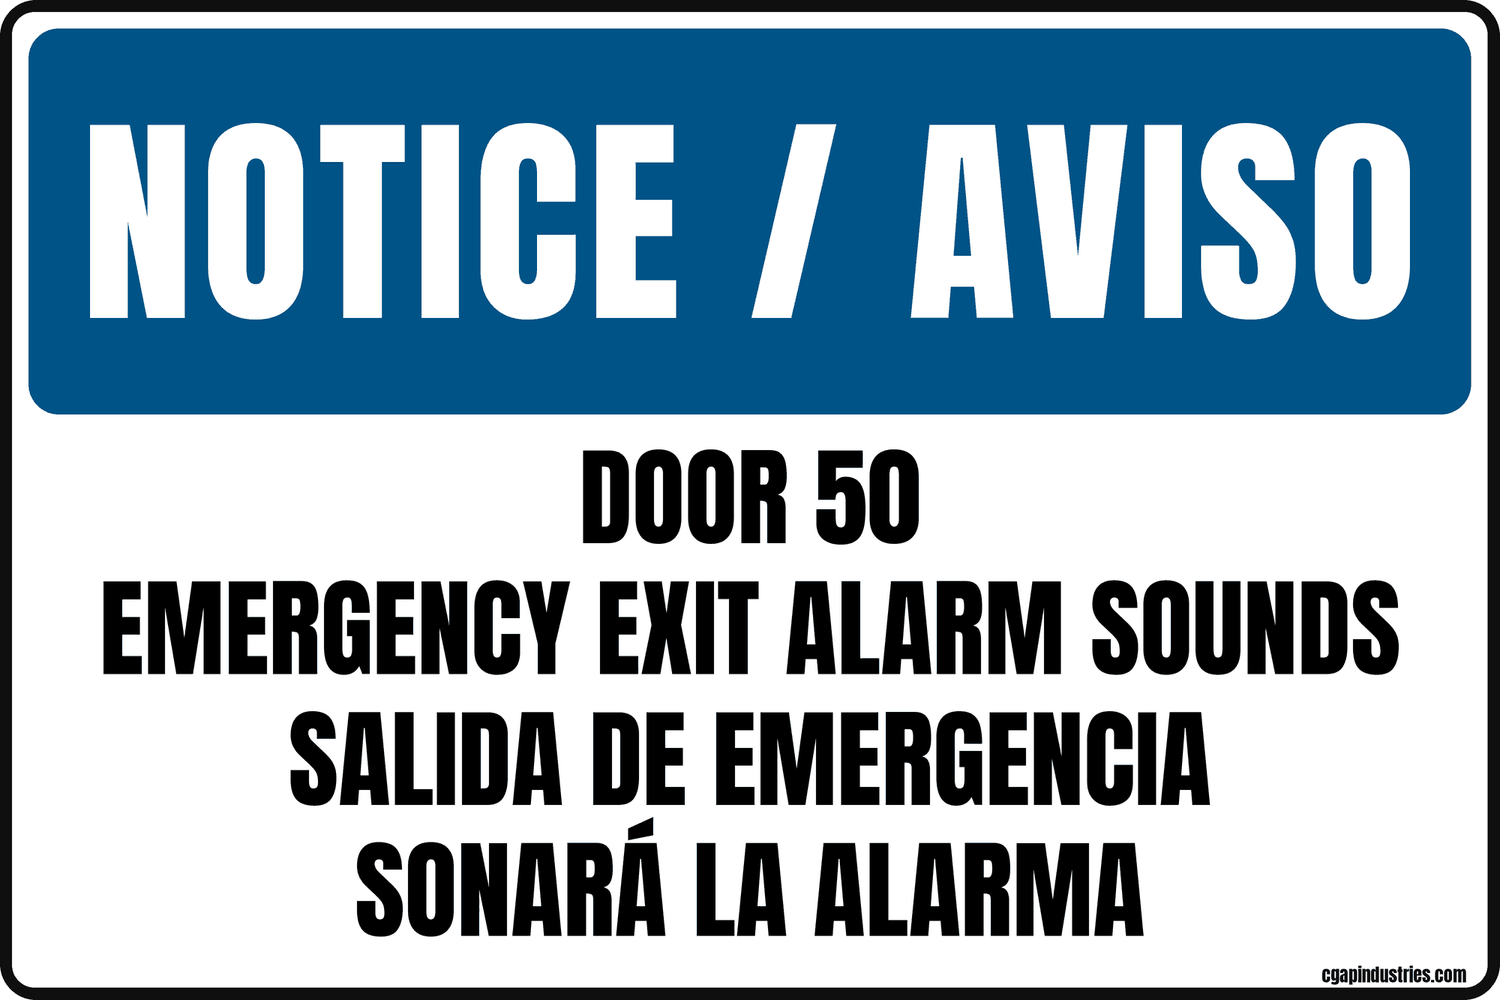 NOTICE / AVISO
DOOR 50
EMERGENCY EXIT ALARM SOUNDS
SALIDA DE EMERGENCIA
SONARÁ LA ALARMA
cgapindustries.com